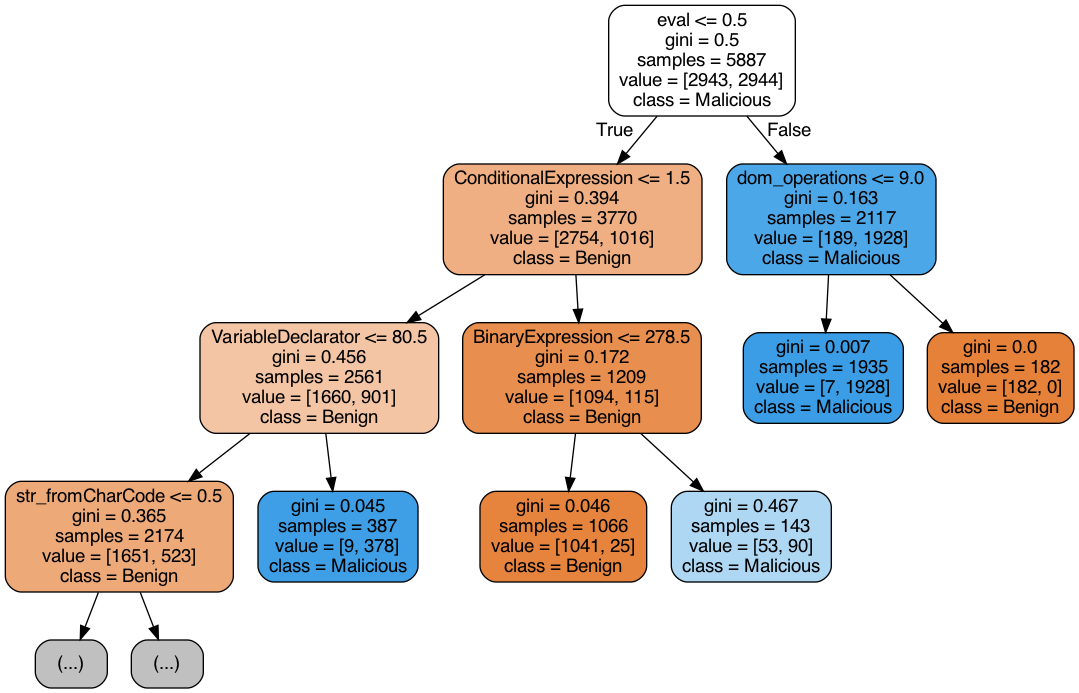 eval <= 0.5
gini = 0.5
samples = 5887
value = [2943, 2944]
class = Malicious
True
False
ConditionalExpression <= 1.5
gini = 0.394
samples = 3770
value = [2754, 1016]
class = Benign
dom_operations <= 9.0
gini = 0.163
samples = 2117
value = [189, 1928]
class = Malicious
VariableDeclarator <= 80.5
gini = 0.456
samples = 2561
value = [1660, 901]
class = Benign
BinaryExpression <= 278.5
gini = 0.172
samples = 1209
value = [1094, 115]
class = Benign
gini = 0.007
samples = 1935
value = [7, 1928]
class = Malicious
gini = 0.0
samples = 182
value = [182, 0]
class = Benign
str_fromCharCode <= 0.5
gini = 0.365
samples = 2174
value = [1651, 523]
class = Benign
gini = 0.045
samples = 387
value = [9, 378]
class = Malicious
gini = 0.046
samples = 1066
value = [1041, 25]
class = Benign
gini = 0.467
samples = 143
value = [53, 90]
class = Malicious
(...)
(...)